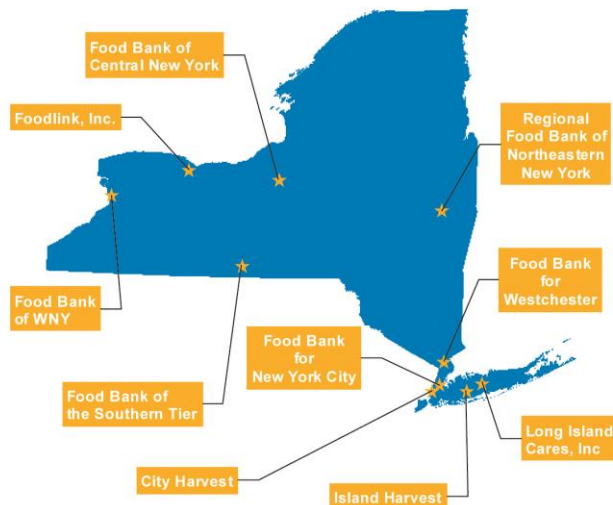 Food Bank of
Central New York
Foodlink, Inc.
Regional
Food Bank of
Northeastern
New York
Food Bank
of WNY
Food Bank
for
Westchester
Food Bank
for
New York City
Food Bank of
the Southern Tier
Long Island
Cares, Inc
City Harvest
Island Harvest